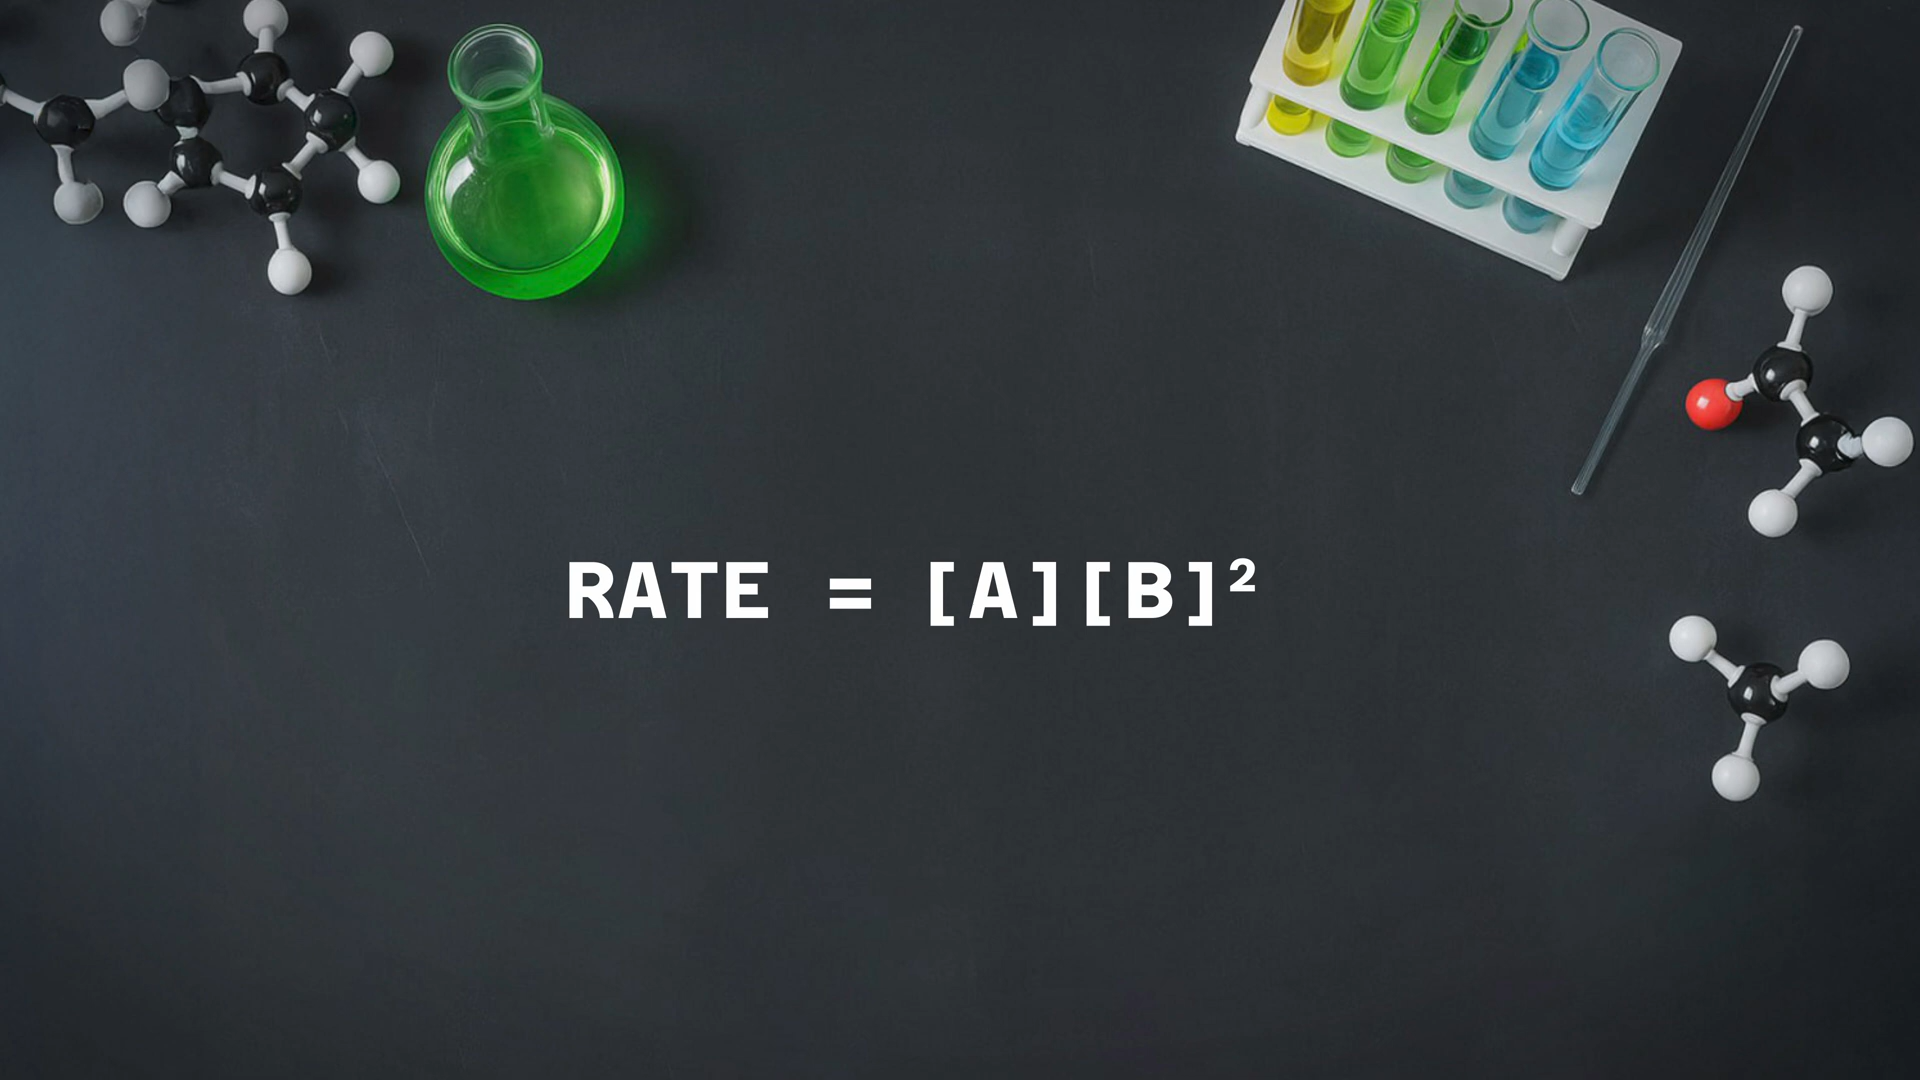 RATE = [A][B]²